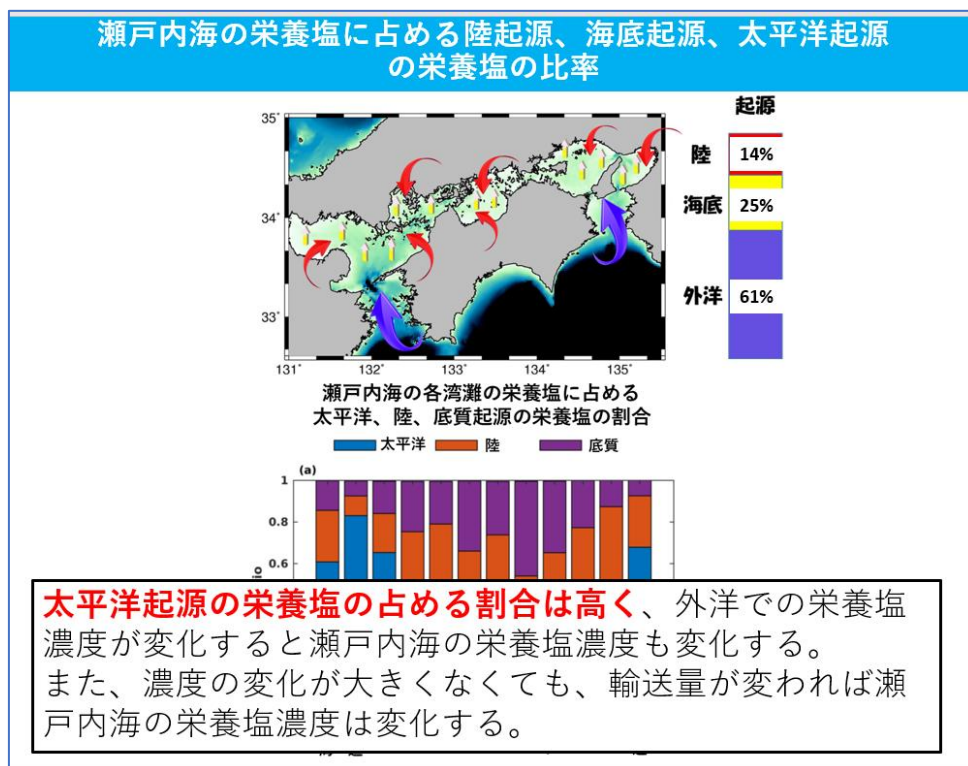 瀬戸内海の栄養塩に占める陸起源、海底起源、太平洋起源
の栄養塩の比率
起源
陸 14%
海底 25%
外洋 61%
35°
34°
33°
131° 132° 133° 134° 135°
瀬戸内海の各湾灘の栄養塩に占める
太平洋、陸、底質起源の栄養塩の割合
太平洋 陸 底質
(a)
1
0.8
0.6
太平洋起源の栄養塩の占める割合は高く、外洋での栄養塩
濃度が変化すると瀬戸内海の栄養塩濃度も変化する。
また、濃度の変化が大きくなくても、輸送量が変われば瀬
戸内海の栄養塩濃度は変化する。